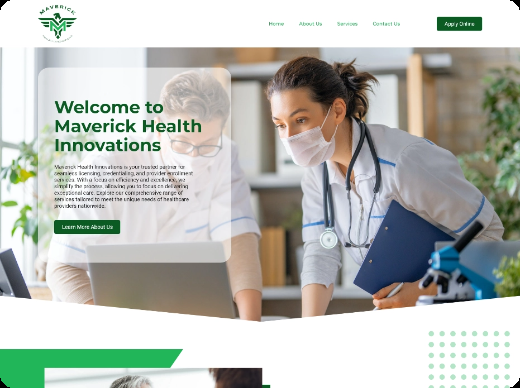 MAVERICK
Home
About Us
Services
Contact Us
Apply Online
Welcome to
Maverick Health
Innovations
Maverick Health Innovations is your trusted partner for
seamless licensing, credentialing, and provider enrollment
services. With a focus on efficiency and excellence, we
simplify the process, allowing you to focus on delivering
exceptional care. Explore our comprehensive range of
services tailored to meet the unique needs of healthcare
providers nationwide.
Learn More About Us